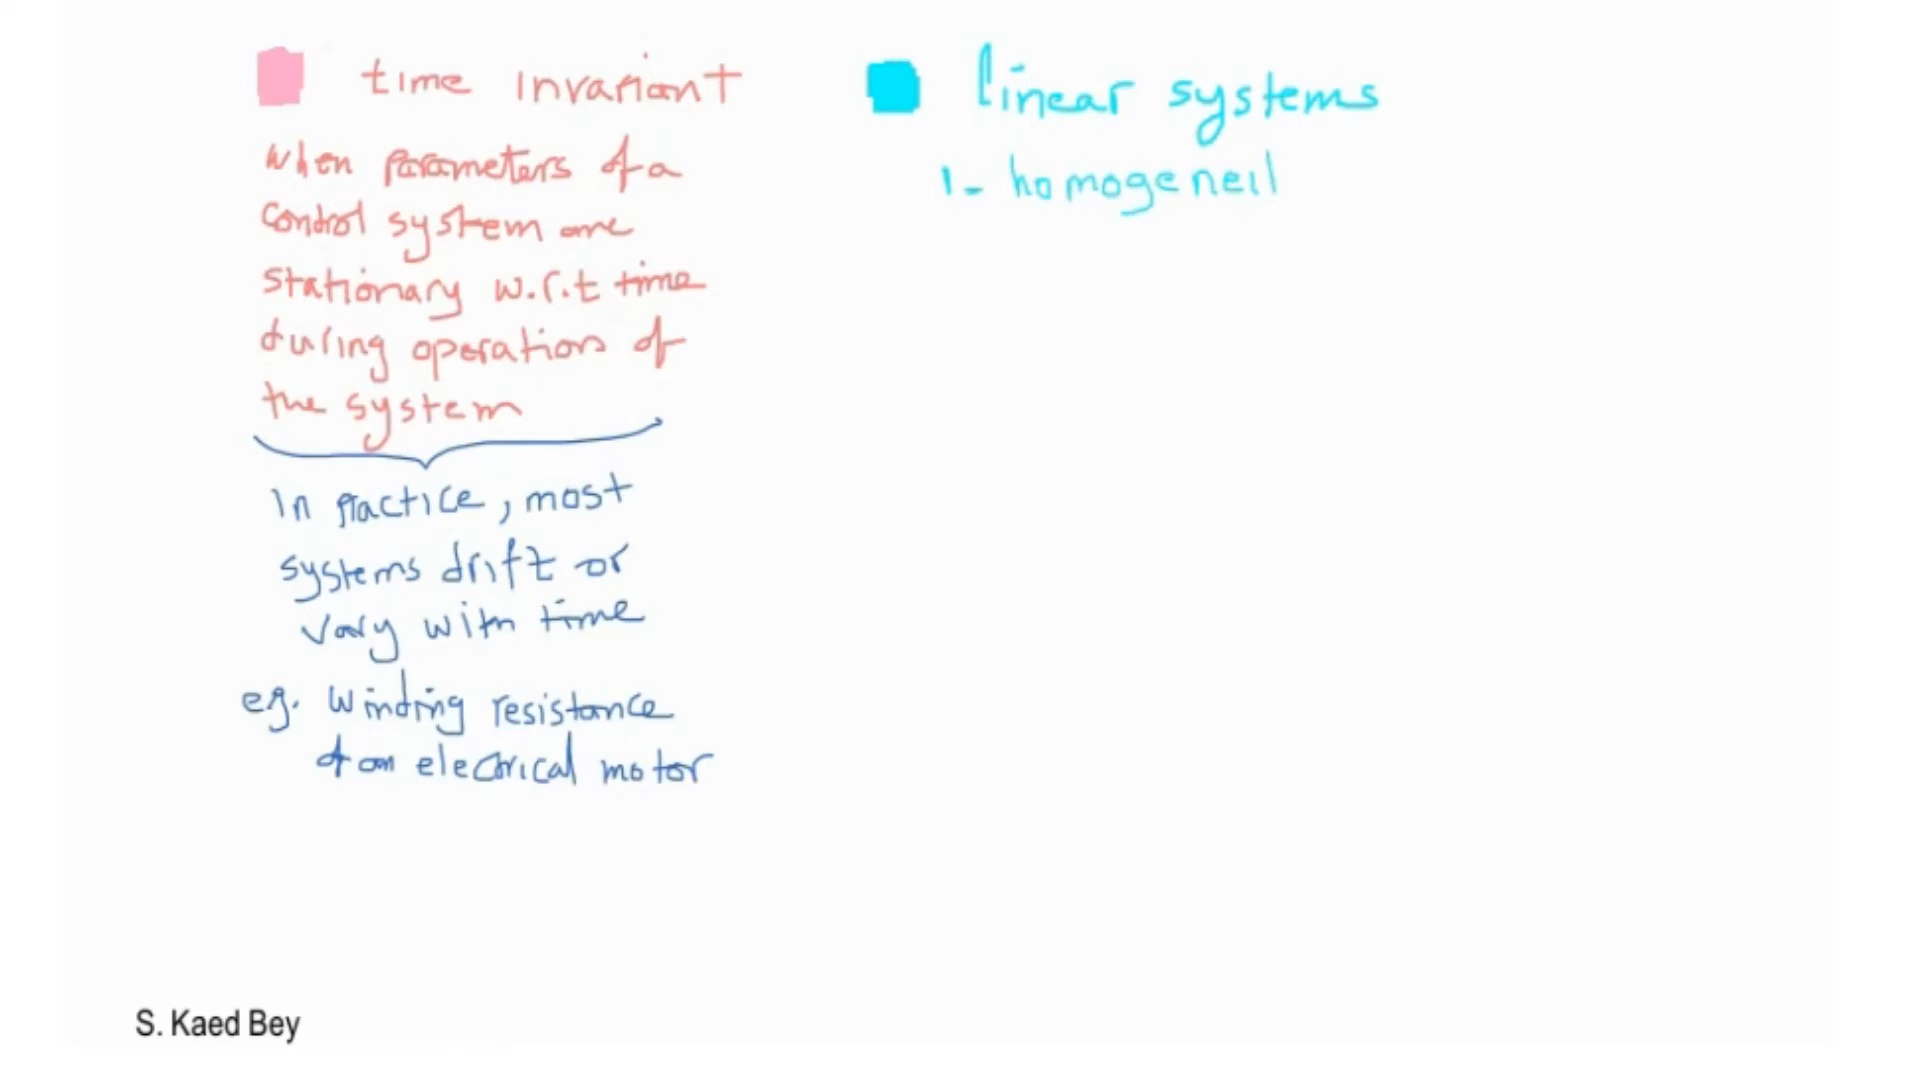 time invariant
when parameters of a
control system are
stationary w.r.t time
during operation of
the system
In practice, most
systems drift or
vary with time
eg. winding resistance
of an electrical motor
linear systems
1- homogeneil
S. Kaed Bey